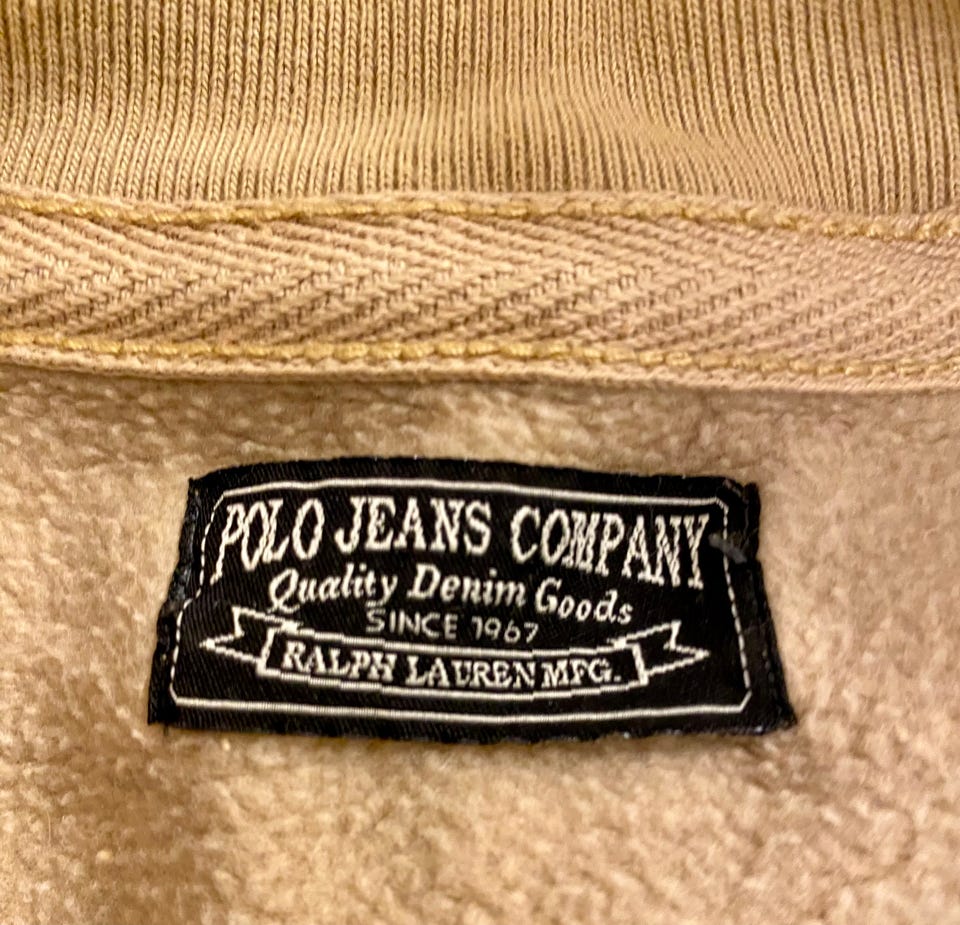 POLO JEANS COMPANY
Quality Denim Goods
SINCE 1967
RALPH LAUREN MFG.